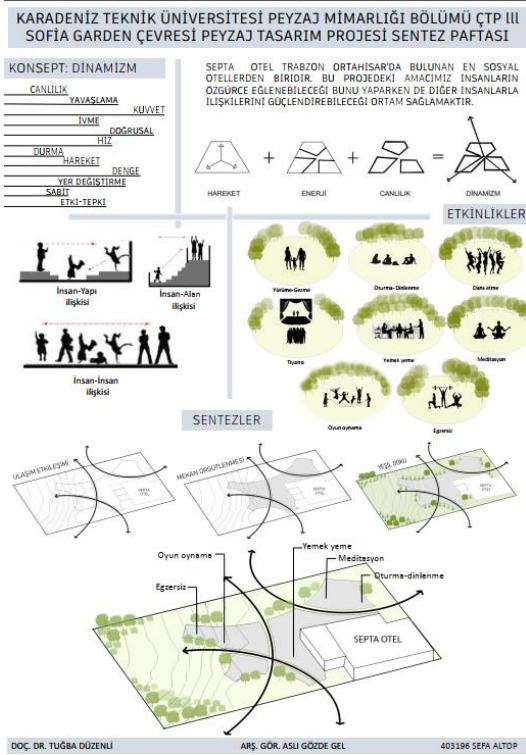 KARADENİZ TEKNİK ÜNİVERSİTESİ PEYZAJ MİMARLIĞI BÖLÜMÜ ÇTP lll
SOFİA GARDEN ÇEVRESİ PEYZAJ TASARIM PROJESİ SENTEZ PAFTASI
KONSEPT: DİNAMİZM
CANLILIK
YAVAŞLAMA
KUVVET
İVME
DOĞRUSAL
HIZ
DURMA
HAREKET
DENGE
YER DEĞİŞTİRME
SABİT
ETKİ-TEPKİ
SEPTA OTEL TRABZON ORTAHİSAR'DA BULUNAN EN SOSYAL
OTELLERDEN BİRİDİR. BU PROJEDEKİ AMACIMIZ İNSANLARIN
ÖZGÜRCE EĞLENEBİLECEĞİ BUNU YAPARKEN DE DİĞER İNSANLARLA
İLİŞKİLERİNİ GÜÇLENDİREBİLECEĞİ ORTAM SAĞLAMAKTIR.
+ + =
HAREKET ENERJİ CANLILIK DİNAMİZM
ETKİNLİKLER
İnsan-Yapı
ilişkisi
İnsan-Alan
ilişkisi
İnsan-İnsan
ilişkisi
Yürüme-Gezme
Oturma-Dinlenme
Dans etme
Tiyatro
Yemek yeme
Meditasyon
Oyun oynama
Egzersiz
SENTEZLER
ULAŞIM ETKİLEŞİMİ
SEPTA
OTEL
MEKAN ÖRGÜTLENMESİ
SEPTA
OTEL
YEŞİL DOKU
SEPTA
OTEL
Oyun oynama
Yemek yeme
Meditasyon
Egzersiz
Oturma-dinlenme
SEPTA OTEL
DOÇ. DR. TUĞBA DÜZENLİ
ARŞ. GÖR. ASLI GÖZDE GEL
403196 SEFA ALTOP